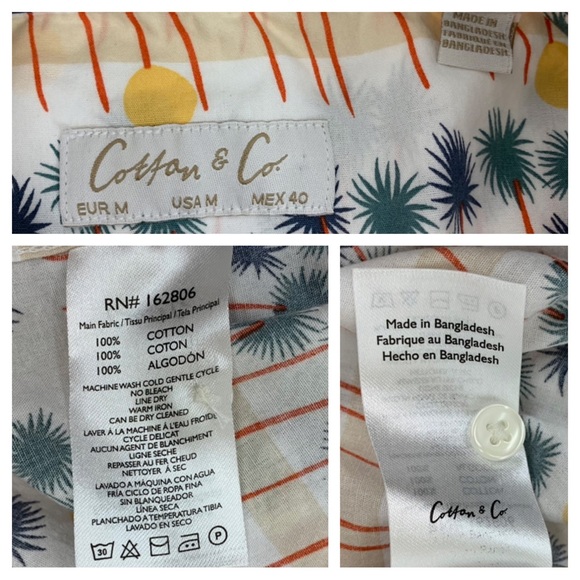 MADE IN
BANGLADESH
FABRIQUE EN
BANGLADESH
Cotton & Co.
EUR M USA M MEX 40
RN# 162806
Main Fabric / Tissu Principal / Tela Principal
100% COTTON
100% COTON
100% ALGODÓN
MACHINE WASH COLD GENTLE CYCLE
NO BLEACH
LINE DRY
WARM IRON
CAN BE DRY CLEANED
LAVER À LA MACHINE À L'EAU FROIDE
CYCLE DELICAT
AUCUN AGENT DE BLANCHIMENT
LIGNE SECHE
REPASSER AU FER CHEUD
NETTOYER À SEC
LAVADO A MÁQUINA CON AGUA
FRÍA CICLO DE ROPA FINA
SIN BLANQUEADOR
LÍNEA SECA
PLANCHADO A TEMPERATURA TIBIA
LAVADO EN SECO
30 P
Made in Bangladesh
Fabrique au Bangladesh
Hecho en Bangladesh
Cotton & Co.